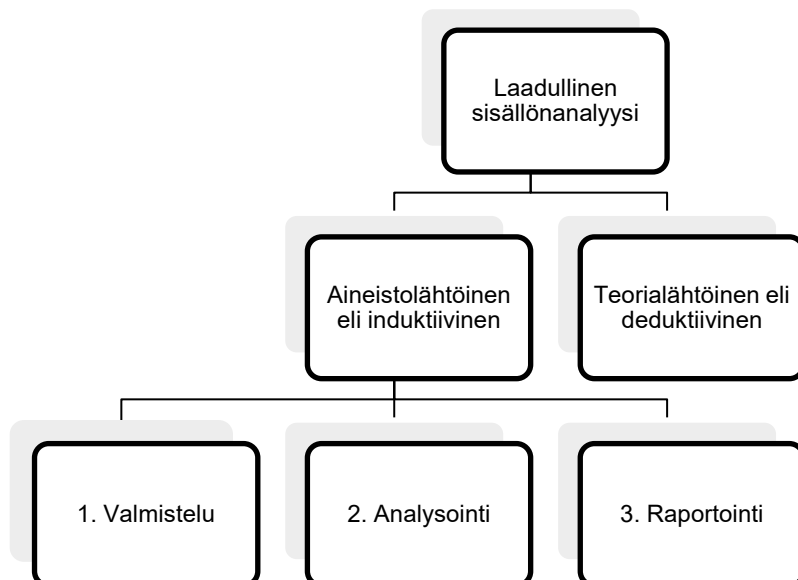 Laadullinen
sisällönanalyysi
Aineistolähtöinen
eli induktiivinen
Teorialähtöinen eli
deduktiivinen
1. Valmistelu
2. Analysointi
3. Raportointi